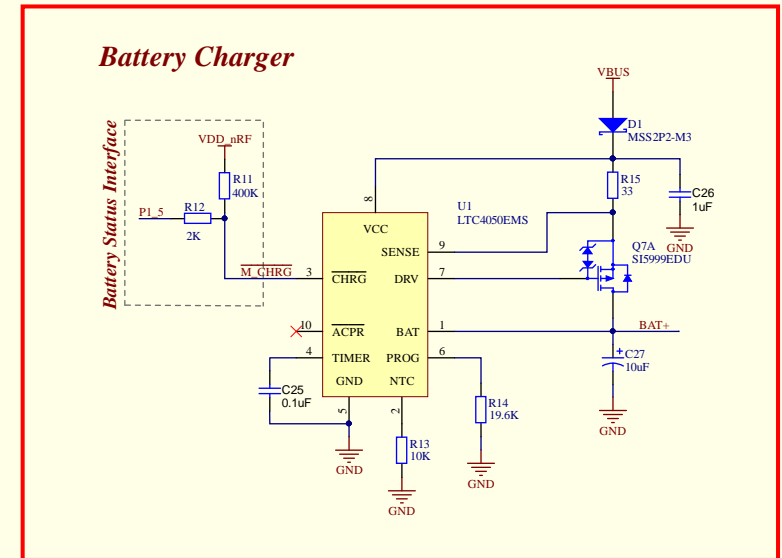 Battery Charger
VBUS
D1
MSS2P2-M3
Battery Status Interface
VDD_nRF
R11
400K
R12
P1_5
2K
M_CHRG
R15
33
C26
1uF
GND
U1
LTC4050EMS
8
VCC
SENSE
9
3
CHRG
DRV
7
Q7A
SI5999EDU
10
ACPR
BAT
1
BAT+
4
TIMER
PROG
6
GND
NTC
5
2
C25
0.1uF
C27
10uF
R14
19.6K
R13
10K
GND
GND
GND
GND